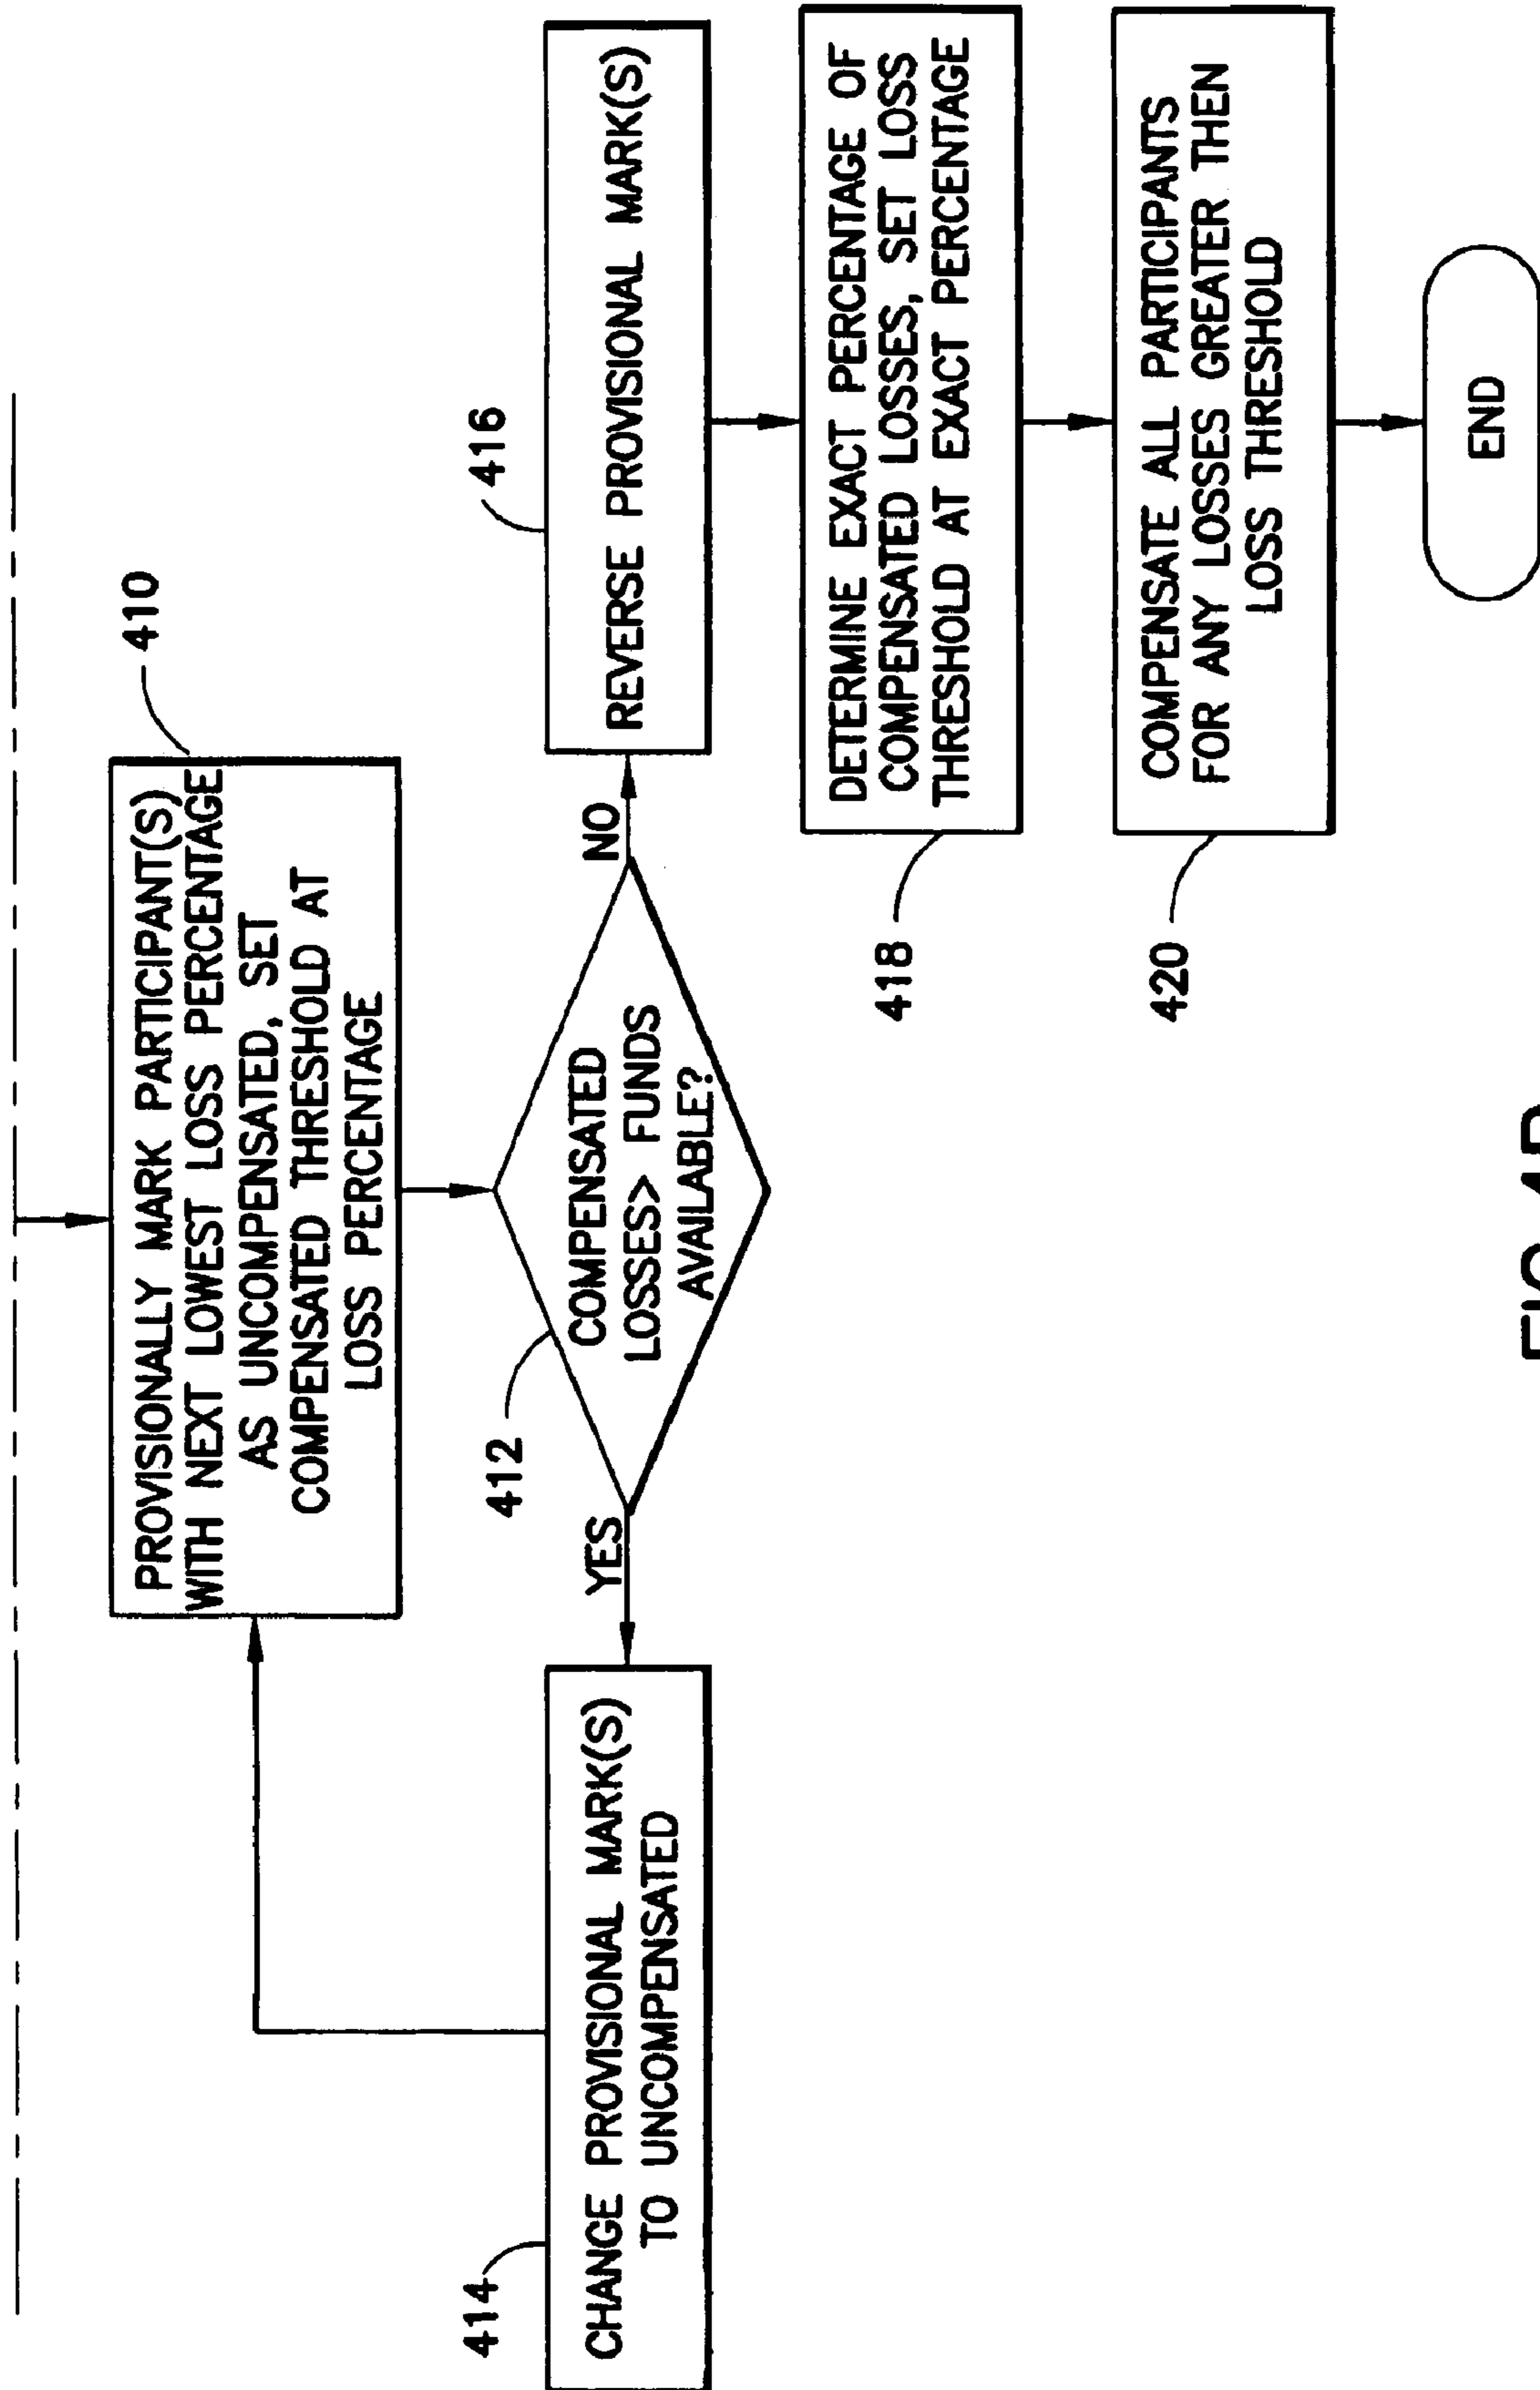 410
PROVISIONALLY MARK PARTICIPANT(S)
WITH NEXT LOWEST LOSS PERCENTAGE
AS UNCOMPENSATED, SET
COMPENSATED THRESHOLD AT
LOSS PERCENTAGE
412
COMPENSATED
LOSSES> FUNDS
AVAILABLE?
YES
NO
414
CHANGE PROVISIONAL MARK(S)
TO UNCOMPENSATED
416
REVERSE PROVISIONAL MARK(S)
418
DETERMINE EXACT PERCENTAGE OF
COMPENSATED LOSSES, SET LOSS
THRESHOLD AT EXACT PERCENTAGE
420
COMPENSATE ALL PARTICIPANTS
FOR ANY LOSSES GREATER THEN
LOSS THRESHOLD
END